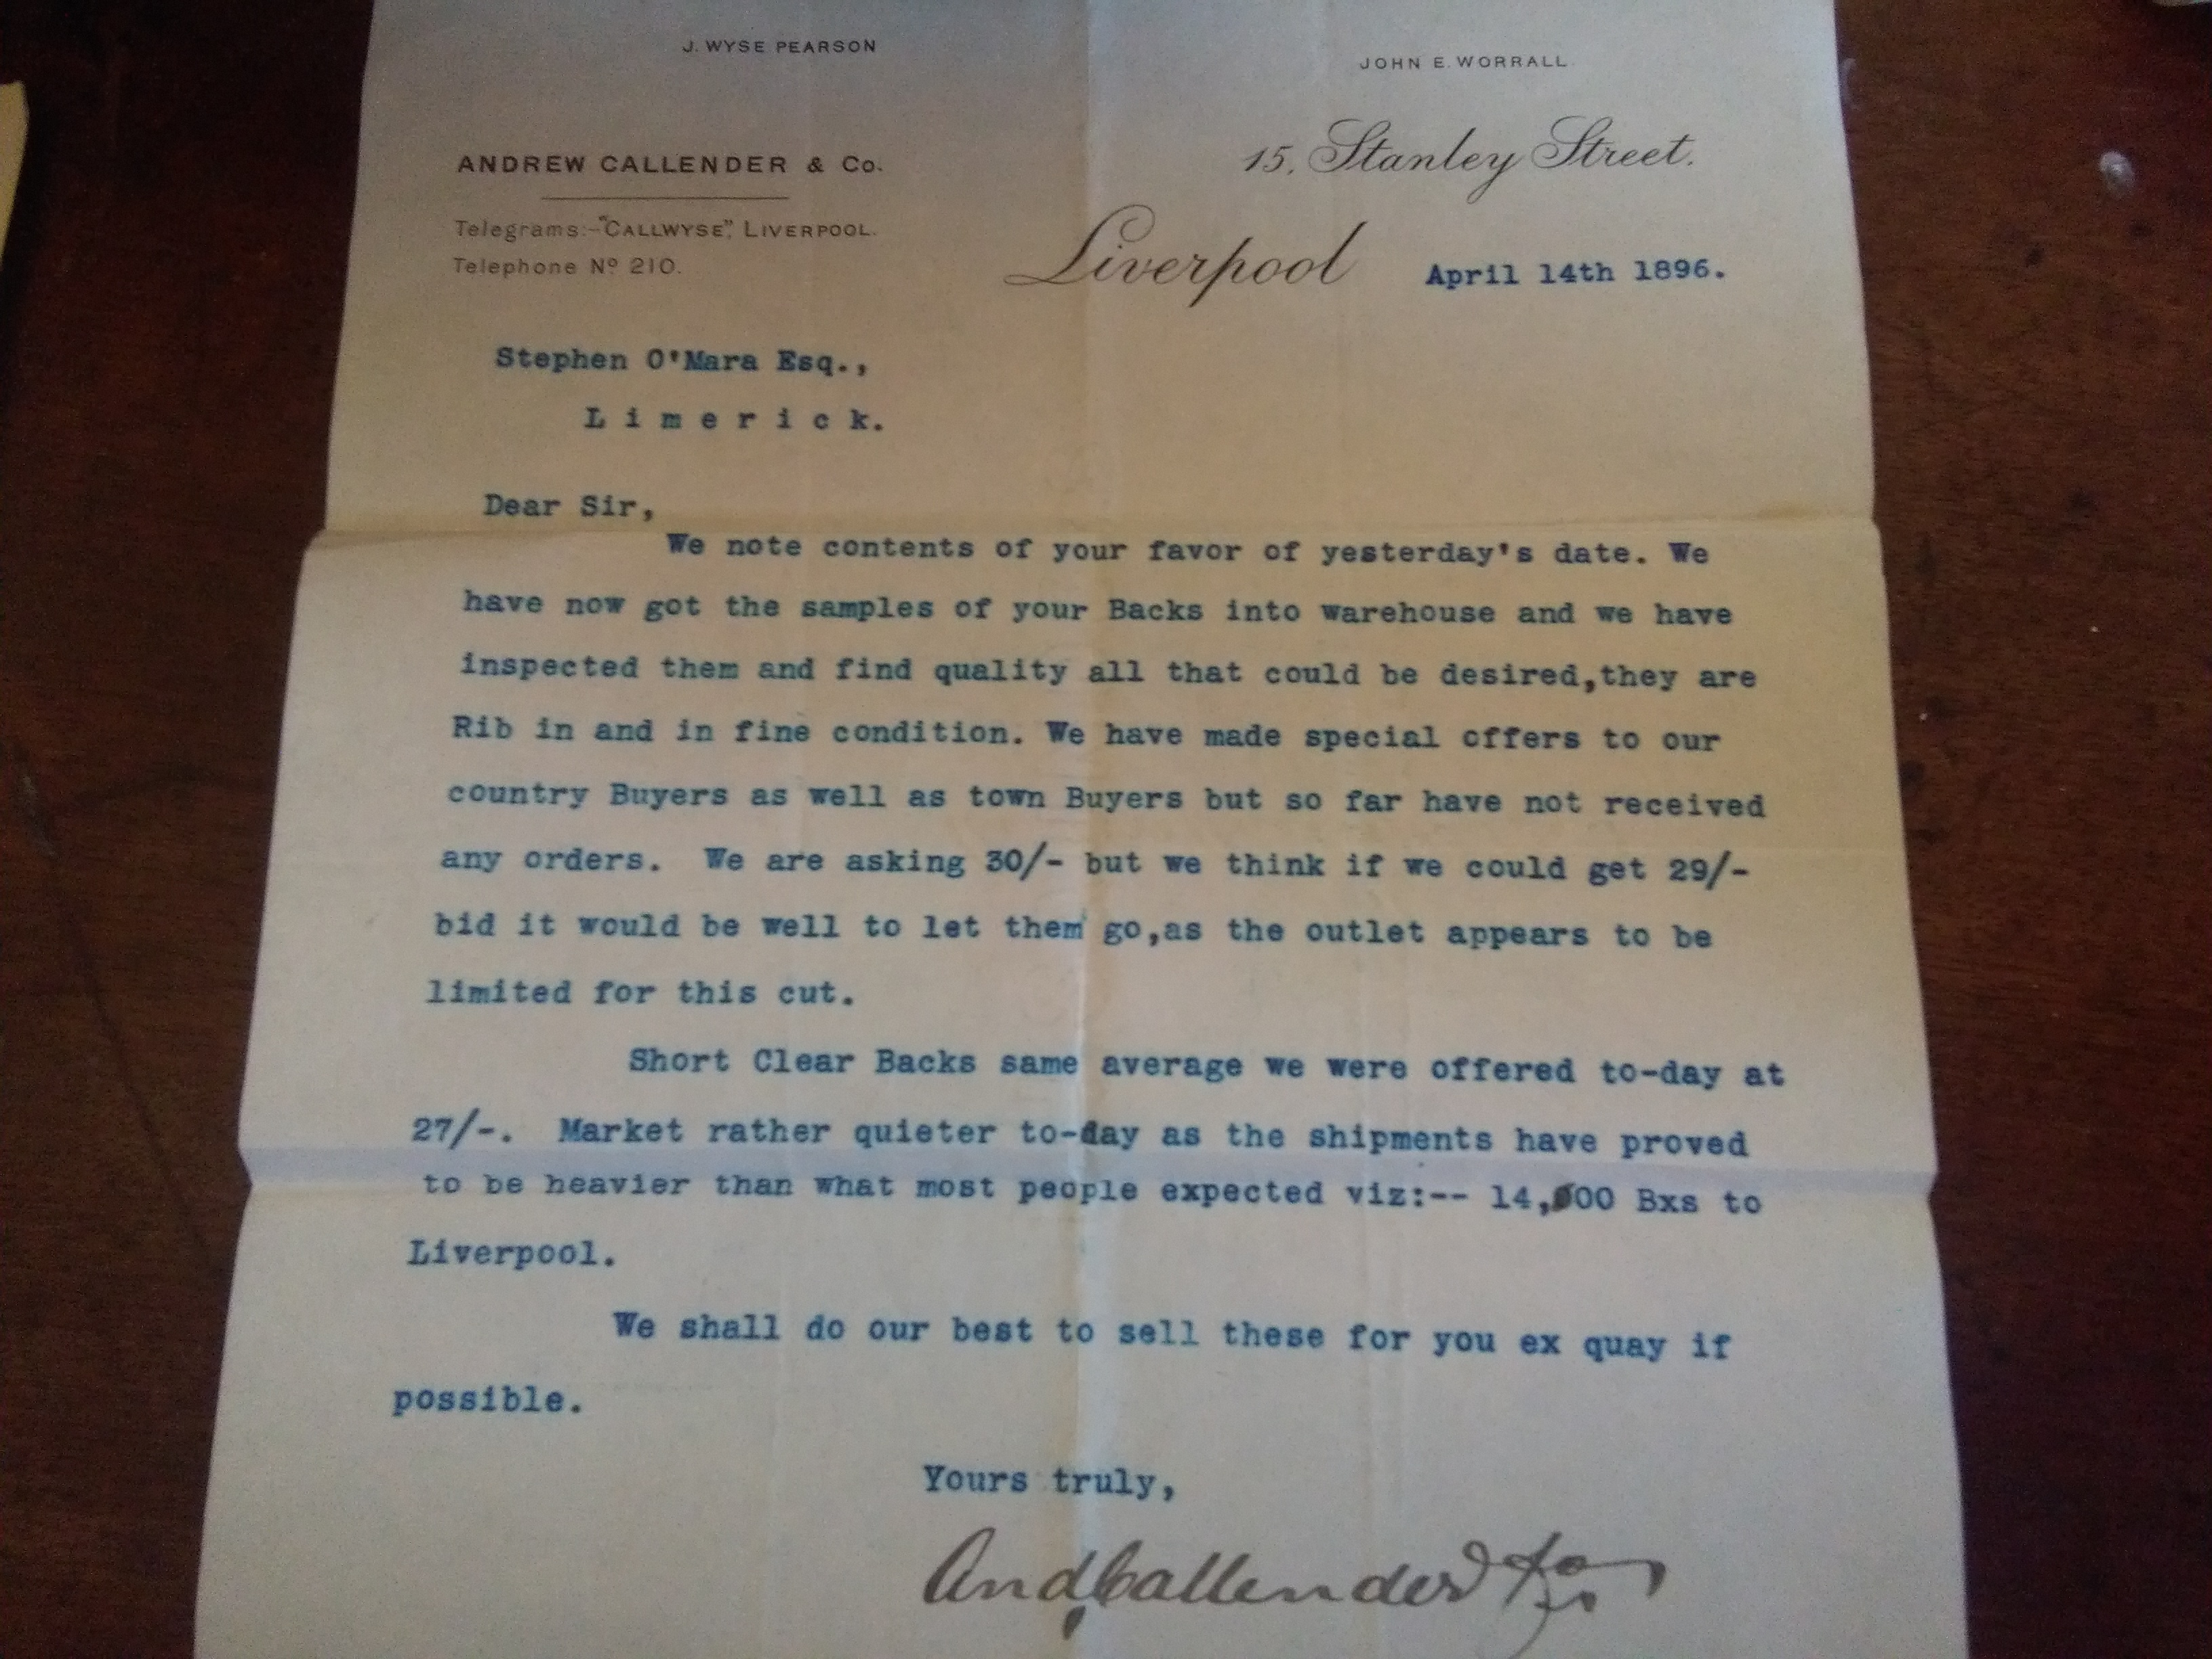 J. WYSE PEARSON
JOHN E. WORRALL.
ANDREW CALLENDER & Co.
Telegrams:-"CALLWYSE", LIVERPOOL.
Telephone Nº 210.
15, Stanley Street.
Liverpool April 14th 1896.
Stephen O'Mara Esq.,
Limerick.
Dear Sir,
We note contents of your favor of yesterday's date. We
have now got the samples of your Backs into warehouse and we have
inspected them and find quality all that could be desired,they are
Rib in and in fine condition. We have made special offers to our
country Buyers as well as town Buyers but so far have not received
any orders. We are asking 30/- but we think if we could get 29/-
bid it would be well to let them go,as the outlet appears to be
limited for this cut.
Short Clear Backs same average we were offered to-day at
27/-. Market rather quieter to-day as the shipments have proved
to be heavier than what most people expected viz:-- 14,000 Bxs to
Liverpool.
We shall do our best to sell these for you ex quay if
possible.
Yours truly,
And. Callender & Co